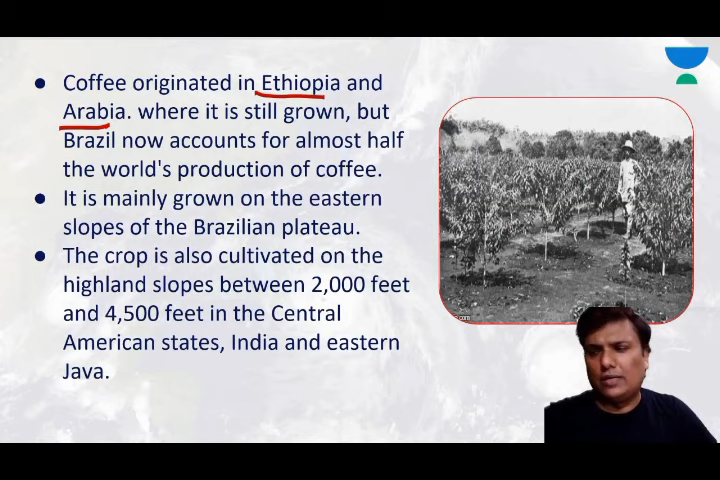 ● Coffee originated in Ethiopia and
Arabia. where it is still grown, but
Brazil now accounts for almost half
the world's production of coffee.
● It is mainly grown on the eastern
slopes of the Brazilian plateau.
● The crop is also cultivated on the
highland slopes between 2,000 feet
and 4,500 feet in the Central
American states, India and eastern
Java.